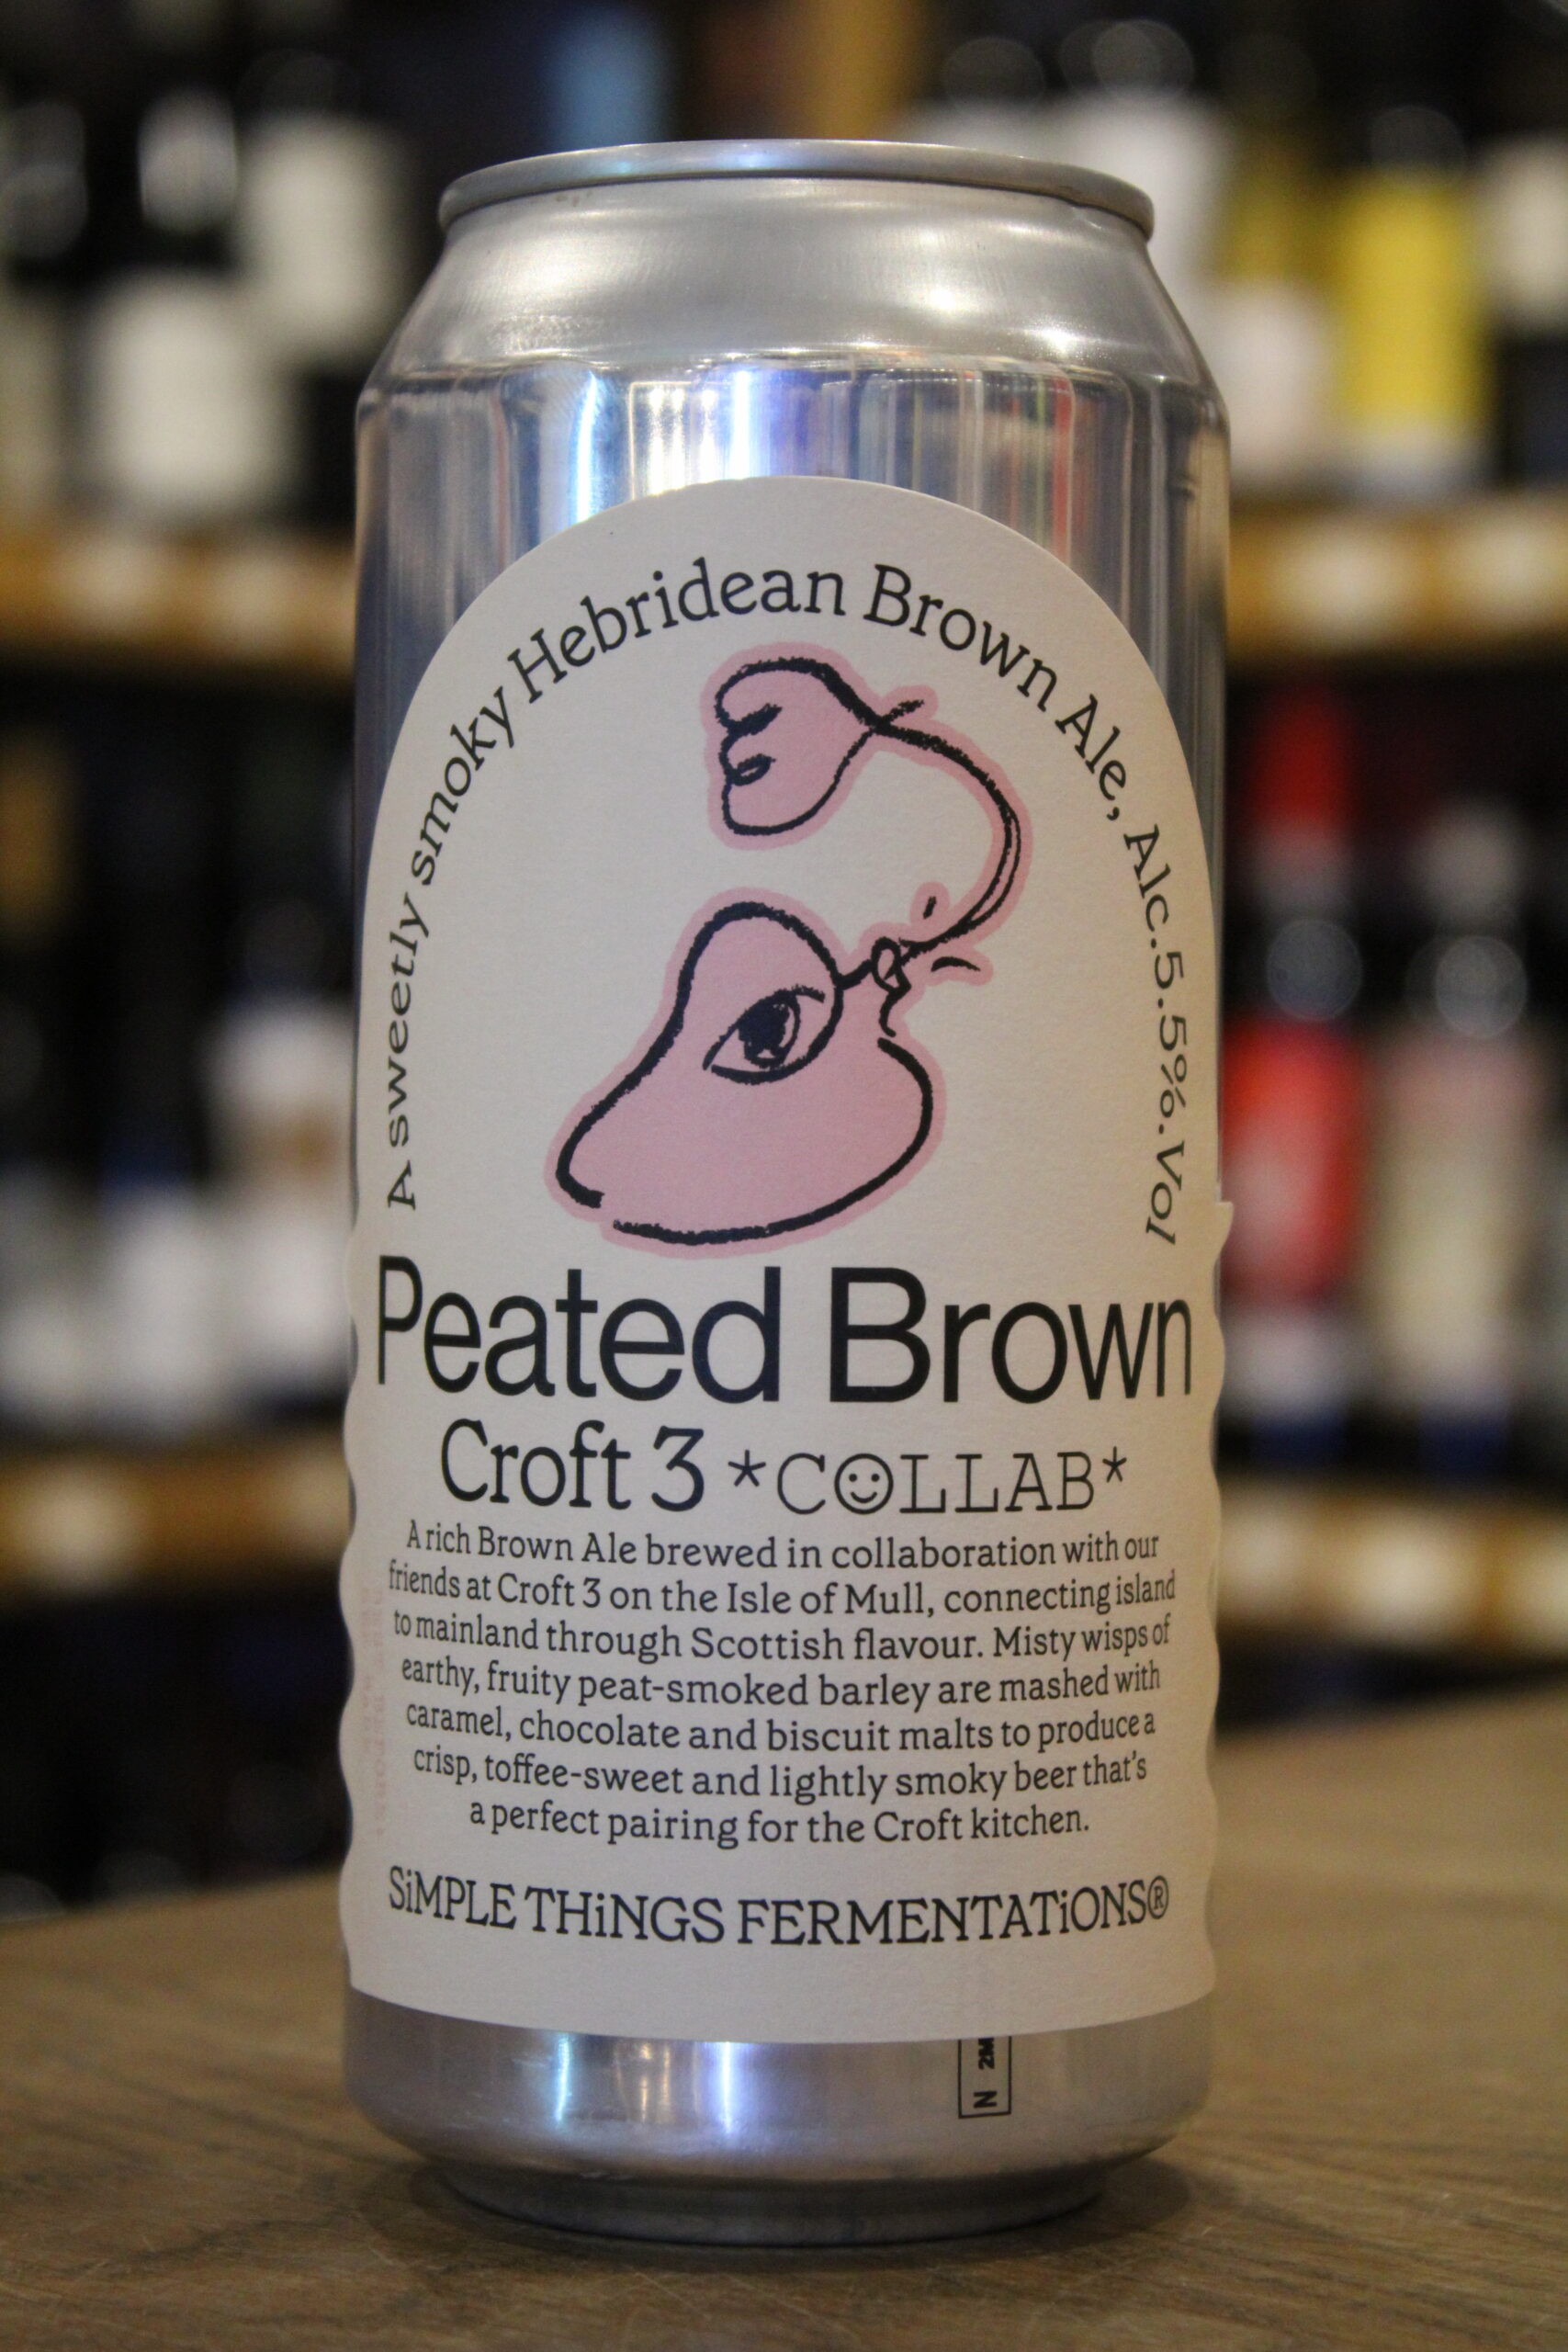 A sweetly smoky Hebridean Brown Ale, Alc.5.5%.Vol
Peated Brown
Croft 3 *COLLAB*
A rich Brown Ale brewed in collaboration with our
friends at Croft 3 on the Isle of Mull, connecting island
to mainland through Scottish flavour. Misty wisps of
earthy, fruity peat-smoked barley are mashed with
caramel, chocolate and biscuit malts to produce a
crisp, toffee-sweet and lightly smoky beer that's
a perfect pairing for the Croft kitchen.
SiMPLE THiNGS FERMENTATiONS®
N